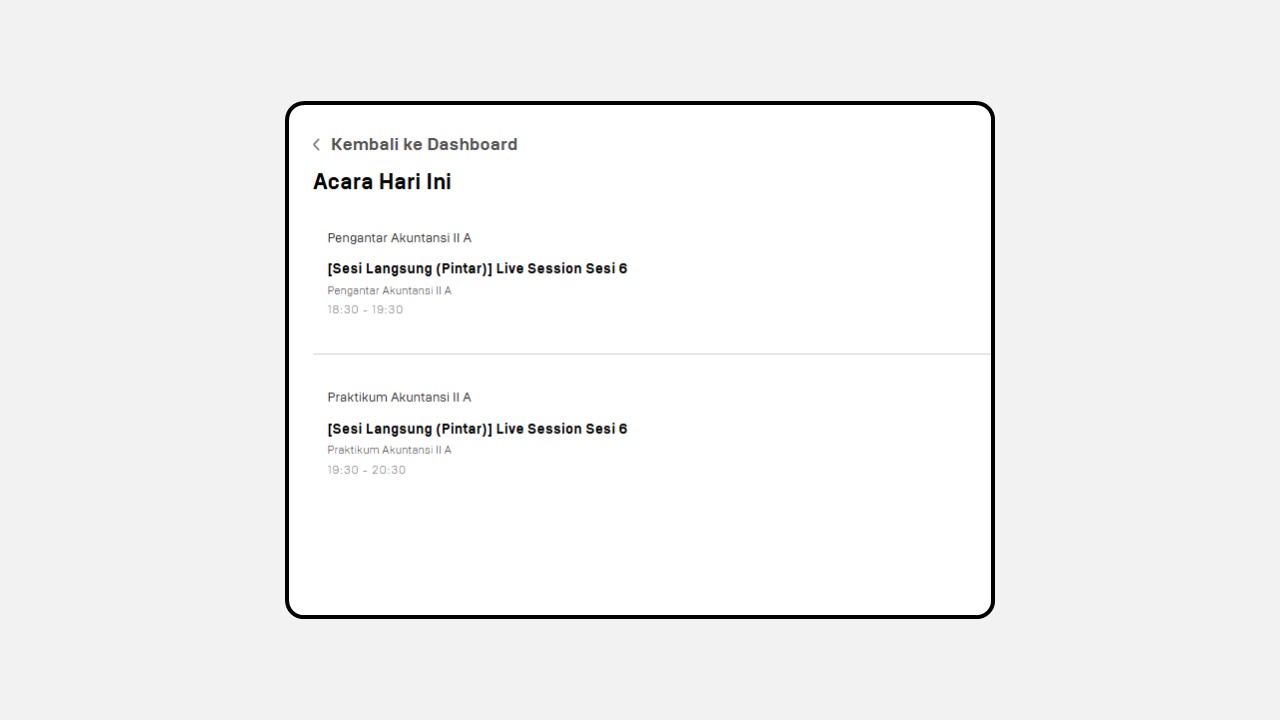 Kembali ke Dashboard
Acara Hari Ini
Pengantar Akuntansi II A
[Sesi Langsung (Pintar)] Live Session Sesi 6
Pengantar Akuntansi II A
18:30 - 19:30
Praktikum Akuntansi II A
[Sesi Langsung (Pintar)] Live Session Sesi 6
Praktikum Akuntansi II A
19:30 - 20:30